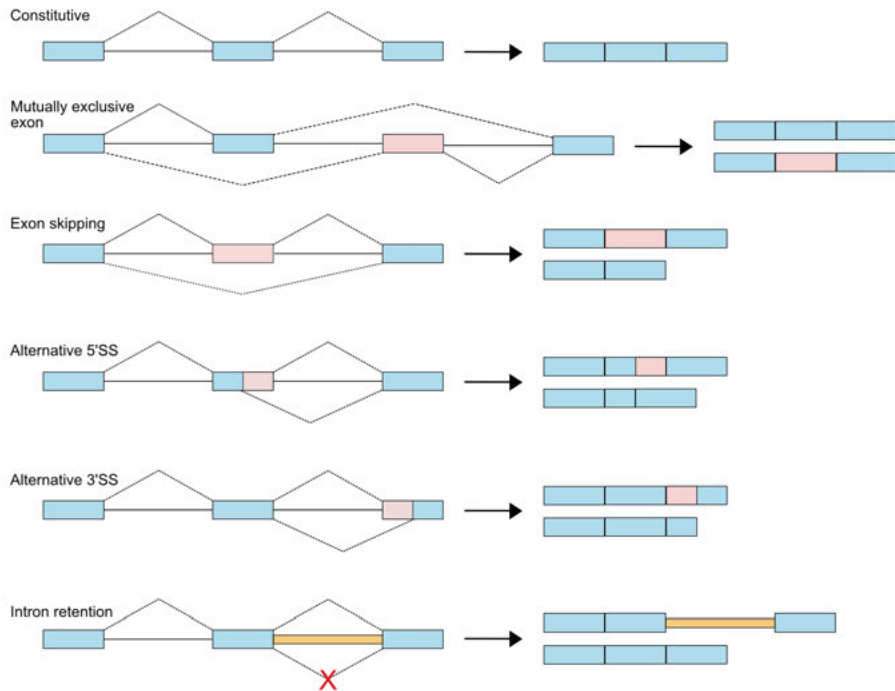 Constitutive
Mutually exclusive
exon
Exon skipping
Alternative 5'SS
Alternative 3'SS
Intron retention
X